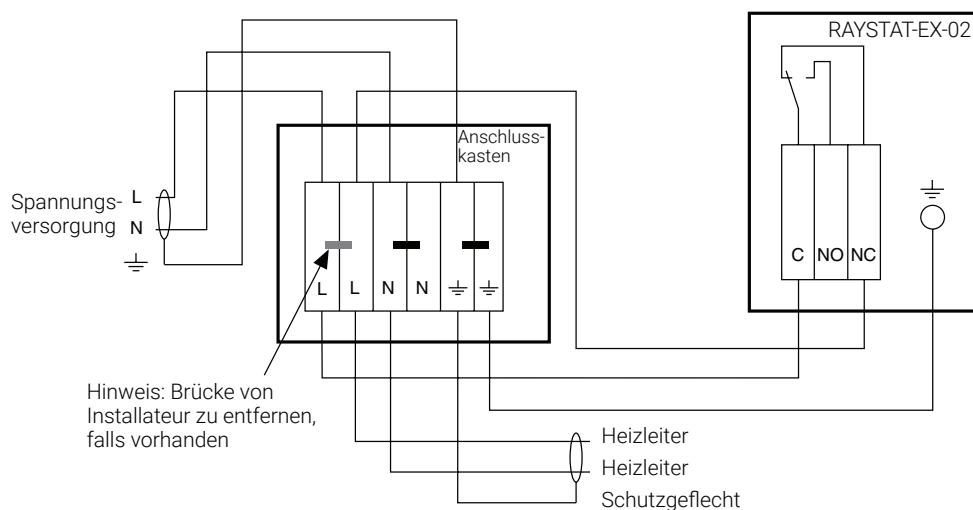 RAYSTAT-EX-02
Anschluss-
kasten
Spannungs-
versorgung
L
N
C NO NC
L L N N
Hinweis: Brücke von
Installateur zu entfernen,
falls vorhanden
Heizleiter
Heizleiter
Schutzgeflecht